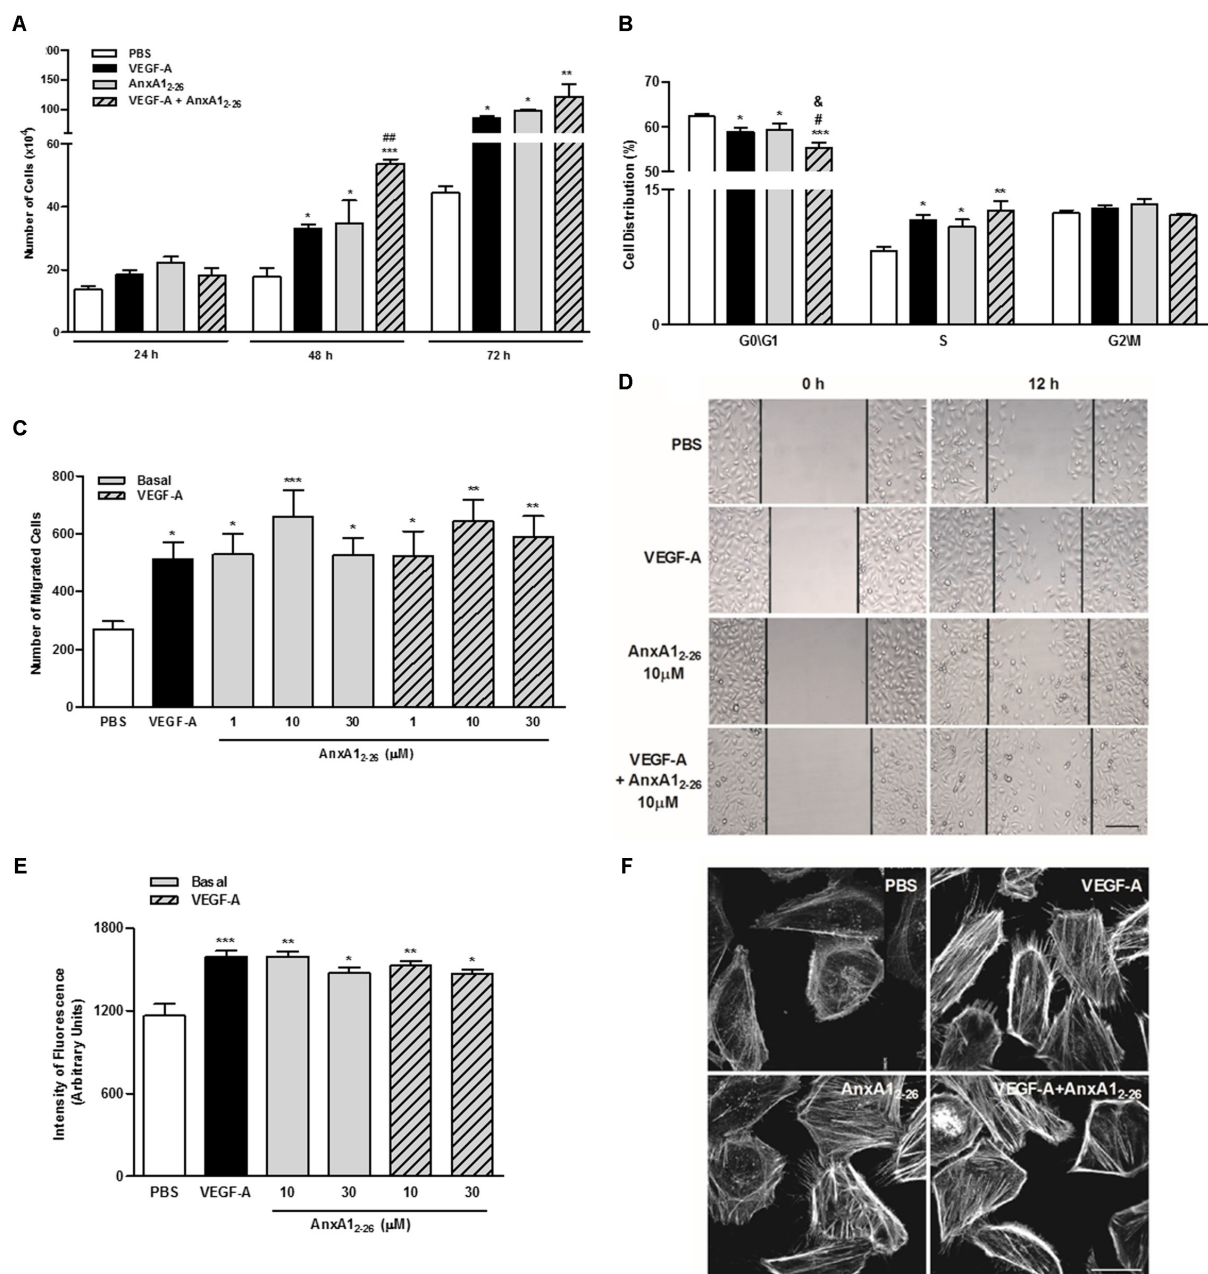 A
00
150
100
60
40
20
0
Number of Cells (x10⁴)
PBS
VEGF-A
AnxA1₂₋₂₆
VEGF-A + AnxA1₂₋₂₆
* * ***
##
* * **
24 h 48 h 72 h
B
70
60
50
15
0
Cell Distribution (%)
* * ***
#
&
* * **
G0\G1 S G2\M
C
800
600
400
200
0
Number of Migrated Cells
Basal
VEGF-A
* * *** * * ** **
PBS VEGF-A 1 10 30 1 10 30
AnxA1₂₋₂₆ (μM)
D
0 h 12 h
PBS
VEGF-A
AnxA1₂₋₂₆
10μM
VEGF-A
+ AnxA1₂₋₂₆
10μM
E
Basal
VEGF-A
1800
1200
600
0
Intensity of Fluorescence
(Arbitrary Units)
*** ** * ** *
PBS VEGF-A 10 30 10 30
AnxA1₂₋₂₆ (μM)
F
PBS VEGF-A
AnxA1₂₋₂₆ VEGF-A+AnxA1₂₋₂₆